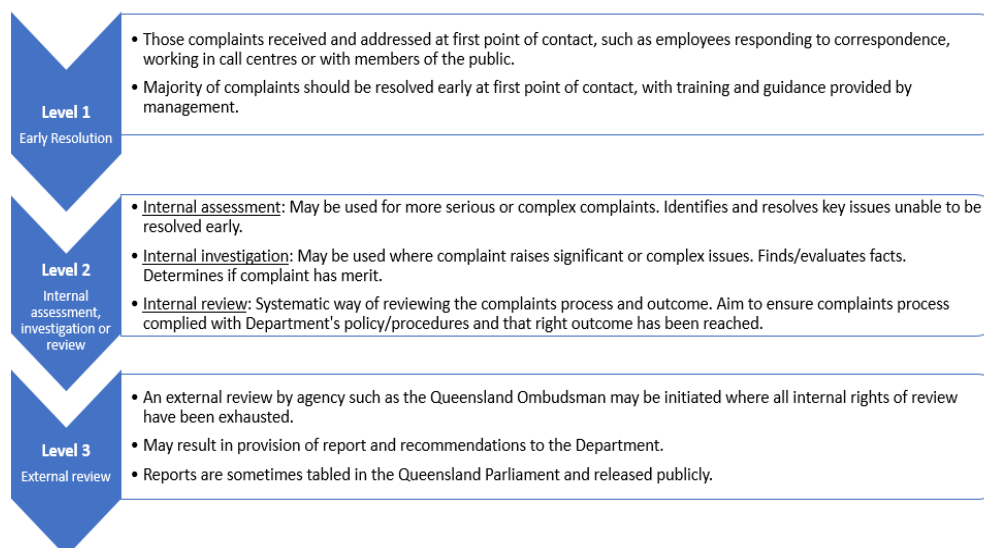 Level 1
Early Resolution
• Those complaints received and addressed at first point of contact, such as employees responding to correspondence,
working in call centres or with members of the public.
• Majority of complaints should be resolved early at first point of contact, with training and guidance provided by
management.
Level 2
Internal
assessment,
investigation or
review
• Internal assessment: May be used for more serious or complex complaints. Identifies and resolves key issues unable to be
resolved early.
• Internal investigation: May be used where complaint raises significant or complex issues. Finds/evaluates facts.
Determines if complaint has merit.
• Internal review: Systematic way of reviewing the complaints process and outcome. Aim to ensure complaints process
complied with Department's policy/procedures and that right outcome has been reached.
Level 3
External review
• An external review by agency such as the Queensland Ombudsman may be initiated where all internal rights of review
have been exhausted.
• May result in provision of report and recommendations to the Department.
• Reports are sometimes tabled in the Queensland Parliament and released publicly.